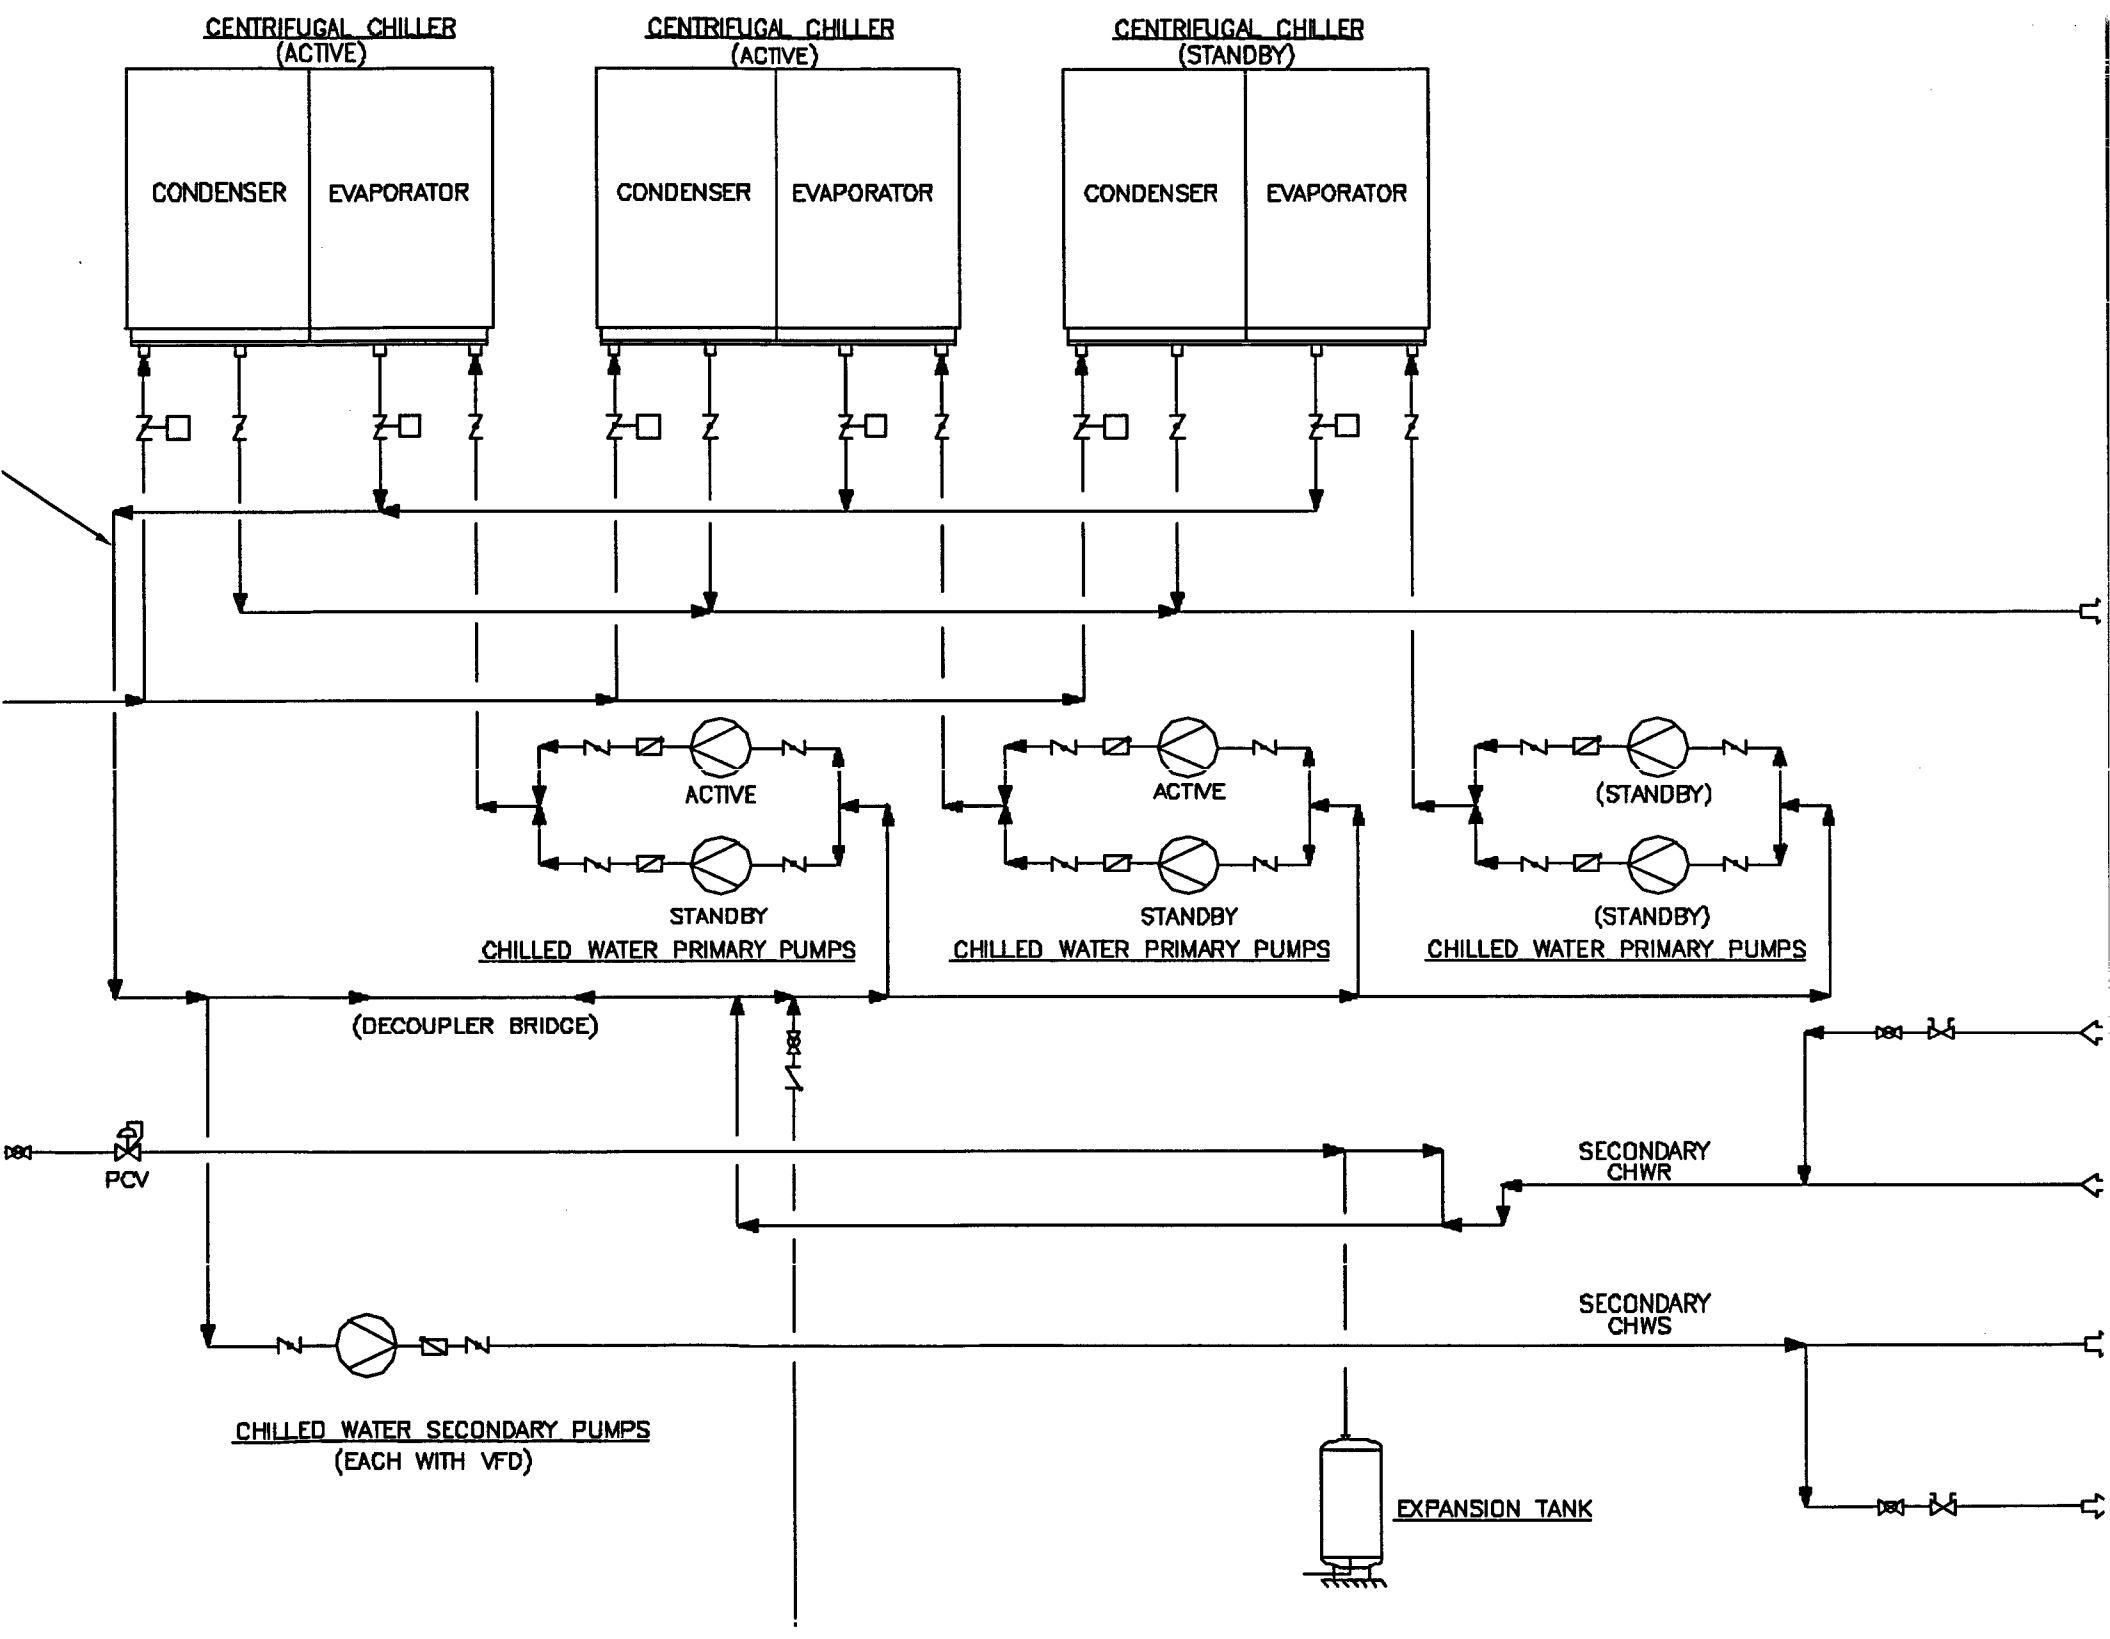 CENTRIFUGAL CHILLER
(ACTIVE)
CENTRIFUGAL CHILLER
(ACTIVE)
CENTRIFUGAL CHILLER
(STANDBY)
CONDENSER
EVAPORATOR
CONDENSER
EVAPORATOR
CONDENSER
EVAPORATOR
ACTIVE
ACTIVE
(STANDBY)
STANDBY
STANDBY
(STANDBY)
CHILLED WATER PRIMARY PUMPS
CHILLED WATER PRIMARY PUMPS
CHILLED WATER PRIMARY PUMPS
(DECOUPLER BRIDGE)
PCV
SECONDARY
CHWR
SECONDARY
CHWS
CHILLED WATER SECONDARY PUMPS
(EACH WITH VFD)
EXPANSION TANK